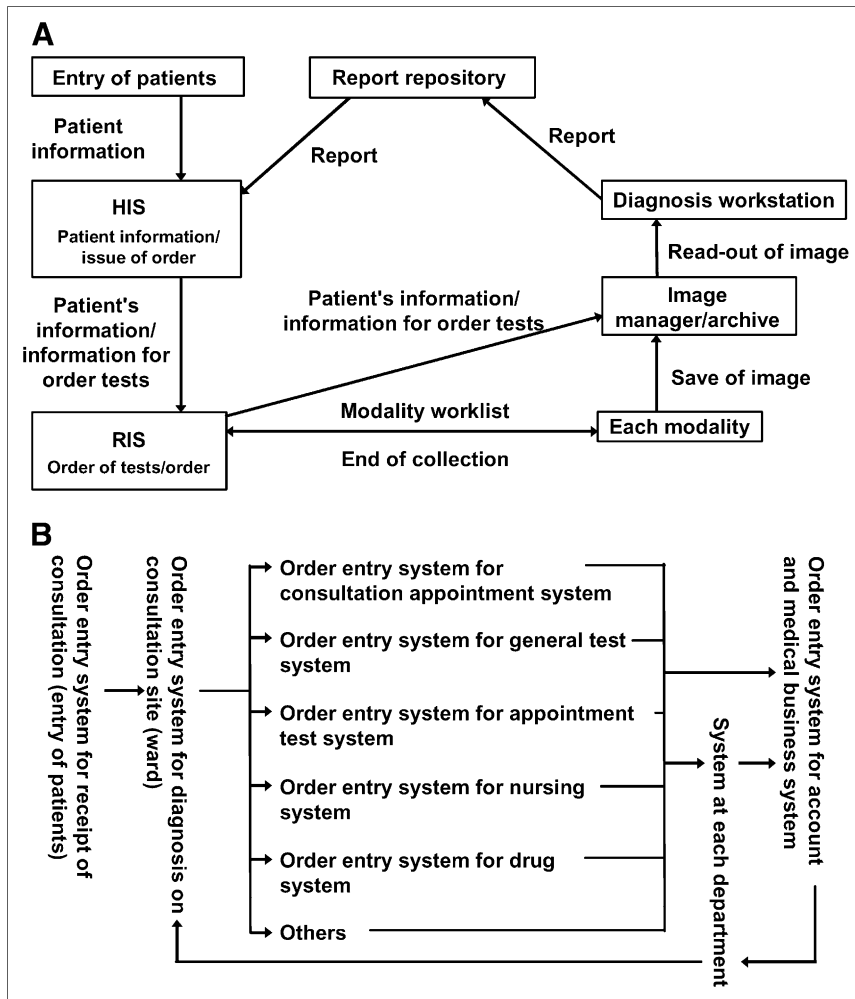 A
Entry of patients
Report repository
Patient
information
Report
Report
HIS
Patient information/
issue of order
Diagnosis workstation
Read-out of image
Patient's
information/
information for
order tests
Patient's information/
information for order tests
Image
manager/archive
Save of image
RIS
Order of tests/order
Modality worklist
End of collection
Each modality
B
Order entry system for receipt of
consultation (entry of patients)
Order entry system for diagnosis on
consultation site (ward)
Order entry system for
consultation appointment system
Order entry system for general test
system
Order entry system for appointment
test system
Order entry system for nursing
system
Order entry system for drug
system
Others
System at each department
Order entry system for account
and medical business system